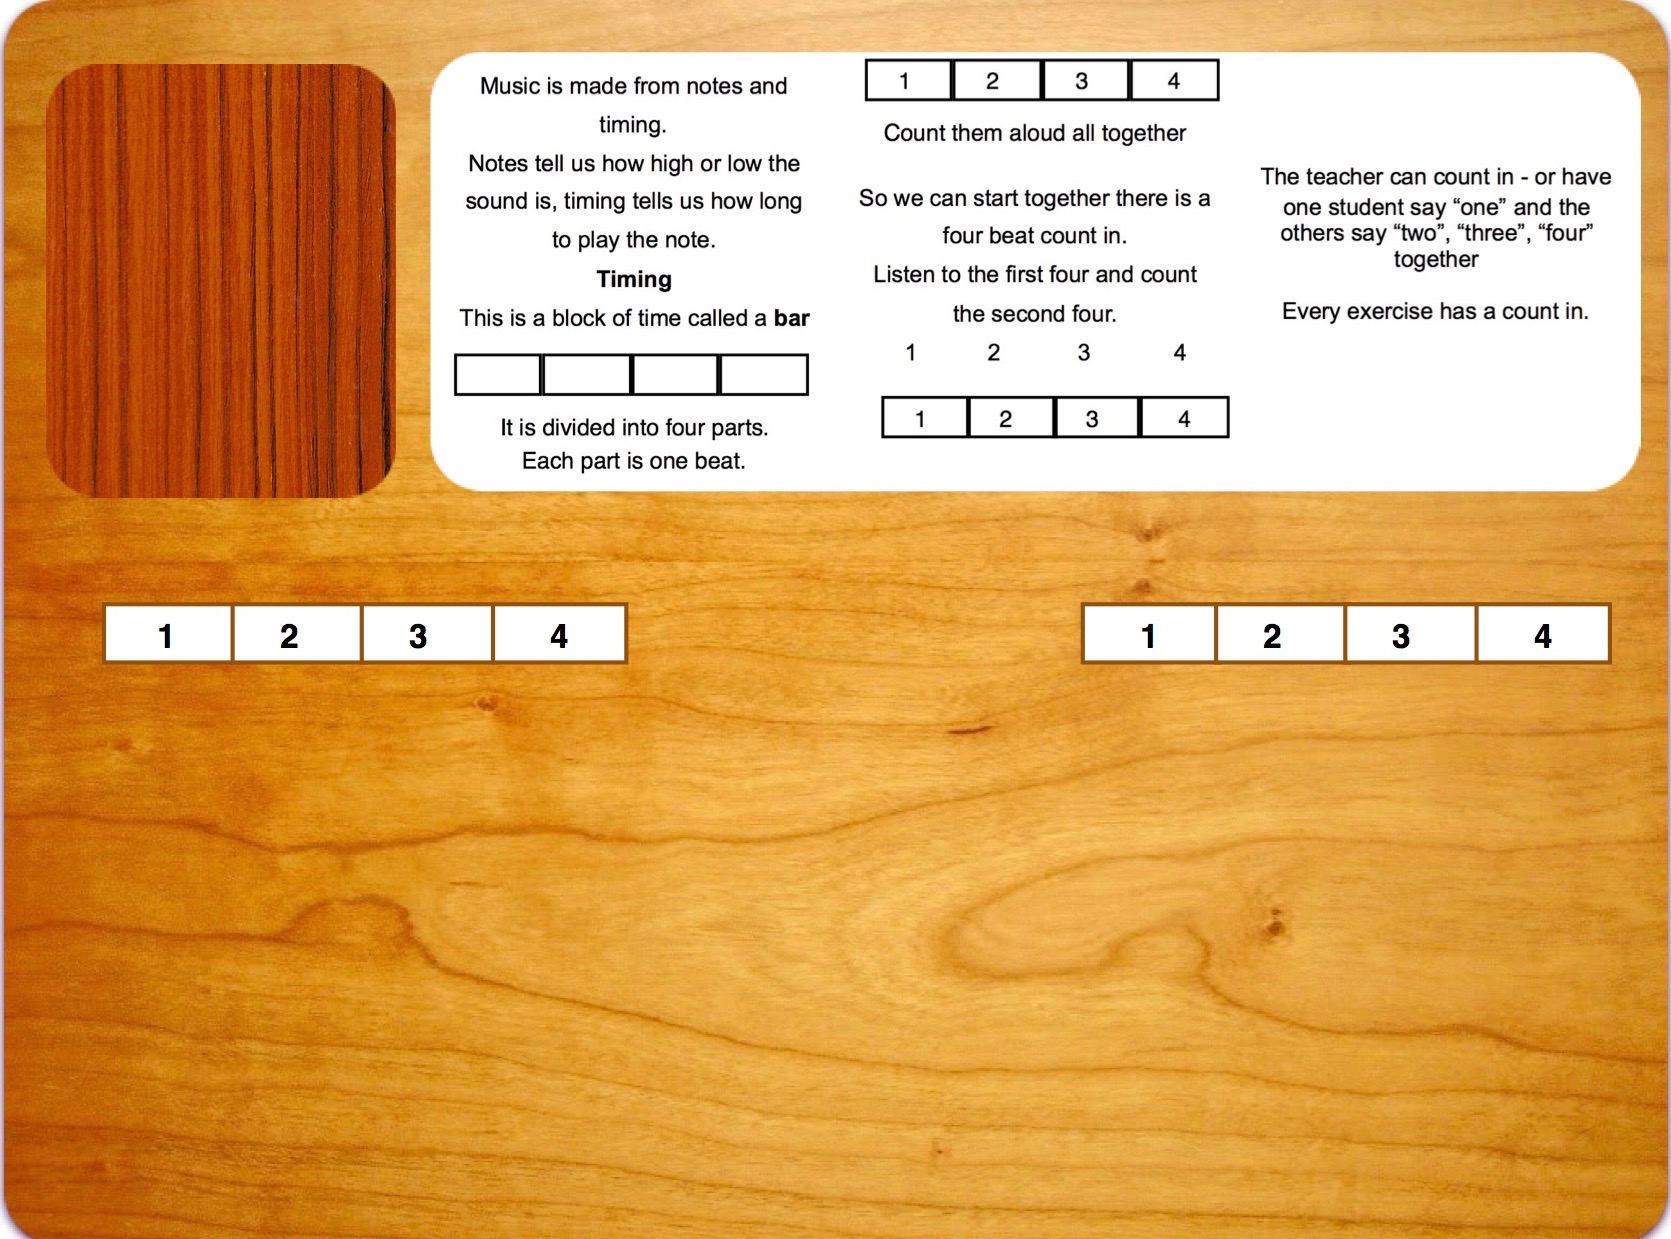 Music is made from notes and
timing.
Notes tell us how high or low the
sound is, timing tells us how long
to play the note.
Timing
This is a block of time called a bar
It is divided into four parts.
Each part is one beat.
1 2 3 4
Count them aloud all together
So we can start together there is a
four beat count in.
Listen to the first four and count
the second four.
1 2 3 4
1 2 3 4
The teacher can count in - or have
one student say “one” and the
others say “two”, “three”, “four”
together
Every exercise has a count in.
1 2 3 4
1 2 3 4